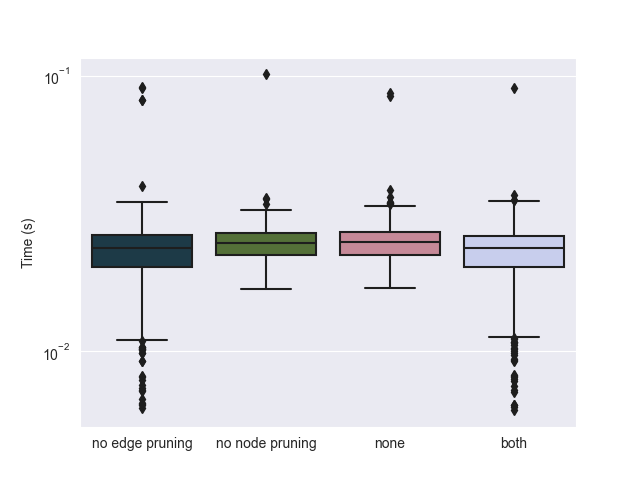 10⁻¹
Time (s)
10⁻²
no edge pruning no node pruning none both